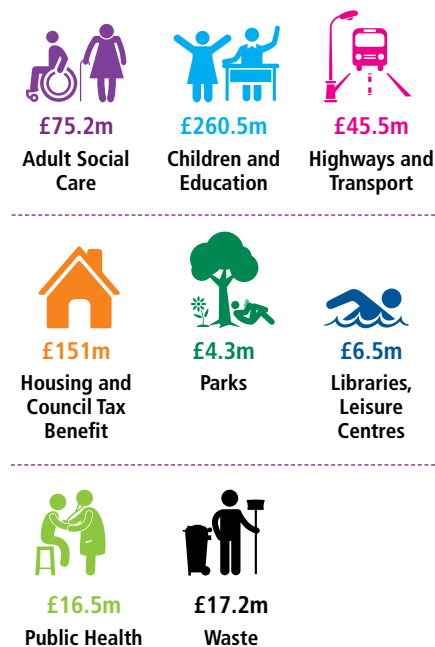 £75.2m
Adult Social
Care
£260.5m
Children and
Education
£45.5m
Highways and
Transport
£151m
Housing and
Council Tax
Benefit
£4.3m
Parks
£6.5m
Libraries,
Leisure
Centres
£16.5m
Public Health
£17.2m
Waste